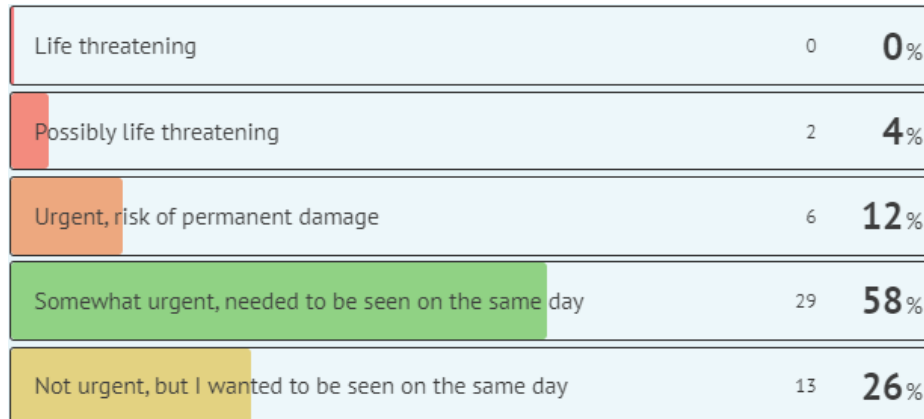 Life threatening 0 0%
Possibly life threatening 2 4%
Urgent, risk of permanent damage 6 12%
Somewhat urgent, needed to be seen on the same day 29 58%
Not urgent, but I wanted to be seen on the same day 13 26%